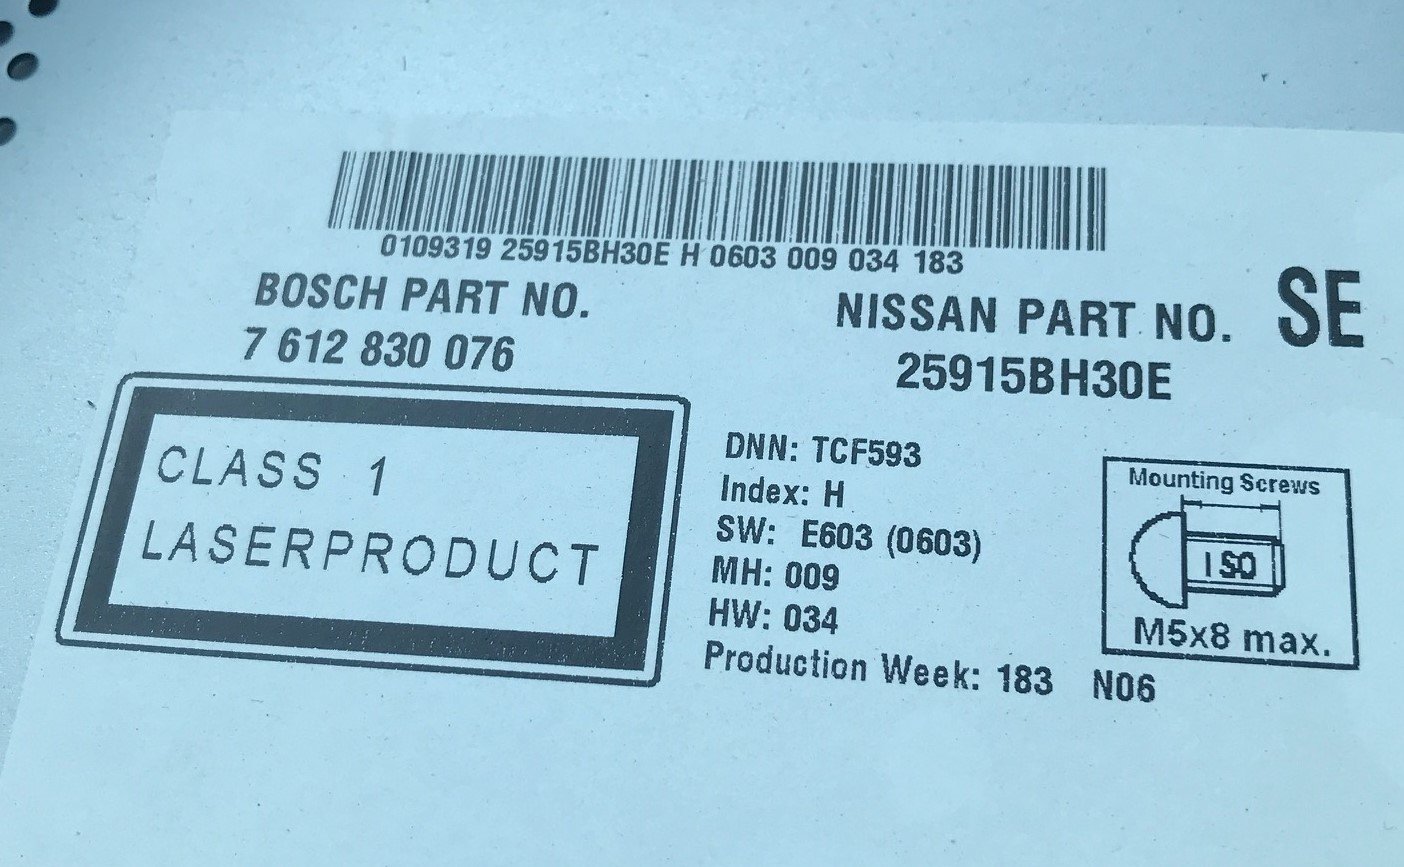 0109319 25915BH30E H 0603 009 034 183
BOSCH PART NO.
7 612 830 076
NISSAN PART NO. SE
25915BH30E
CLASS 1
LASERPRODUCT
DNN: TCF593
Index: H
SW: E603 (0603)
MH: 009
HW: 034
Production Week: 183 N06
Mounting Screws
ISO
M5x8 max.